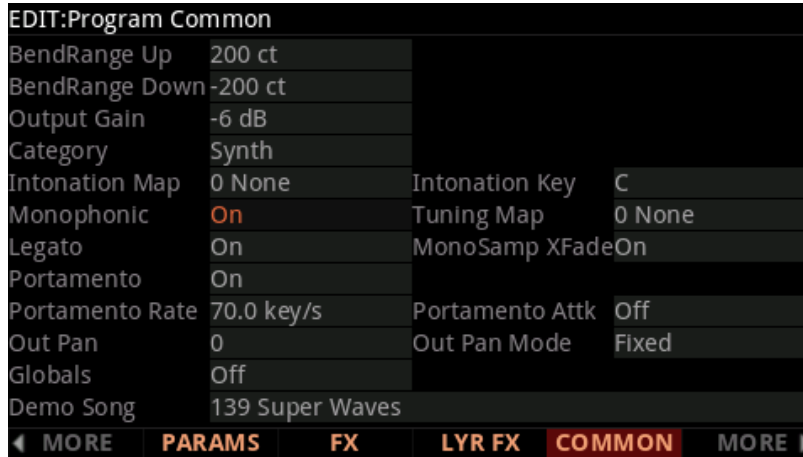 EDIT:Program Common
BendRange Up 200 ct
BendRange Down -200 ct
Output Gain -6 dB
Category Synth
Intonation Map 0 None Intonation Key C
Monophonic On Tuning Map 0 None
Legato On MonoSamp XFade On
Portamento On
Portamento Rate 70.0 key/s Portamento Attk Off
Out Pan 0 Out Pan Mode Fixed
Globals Off
Demo Song 139 Super Waves
MORE PARAMS FX LYR FX COMMON MORE